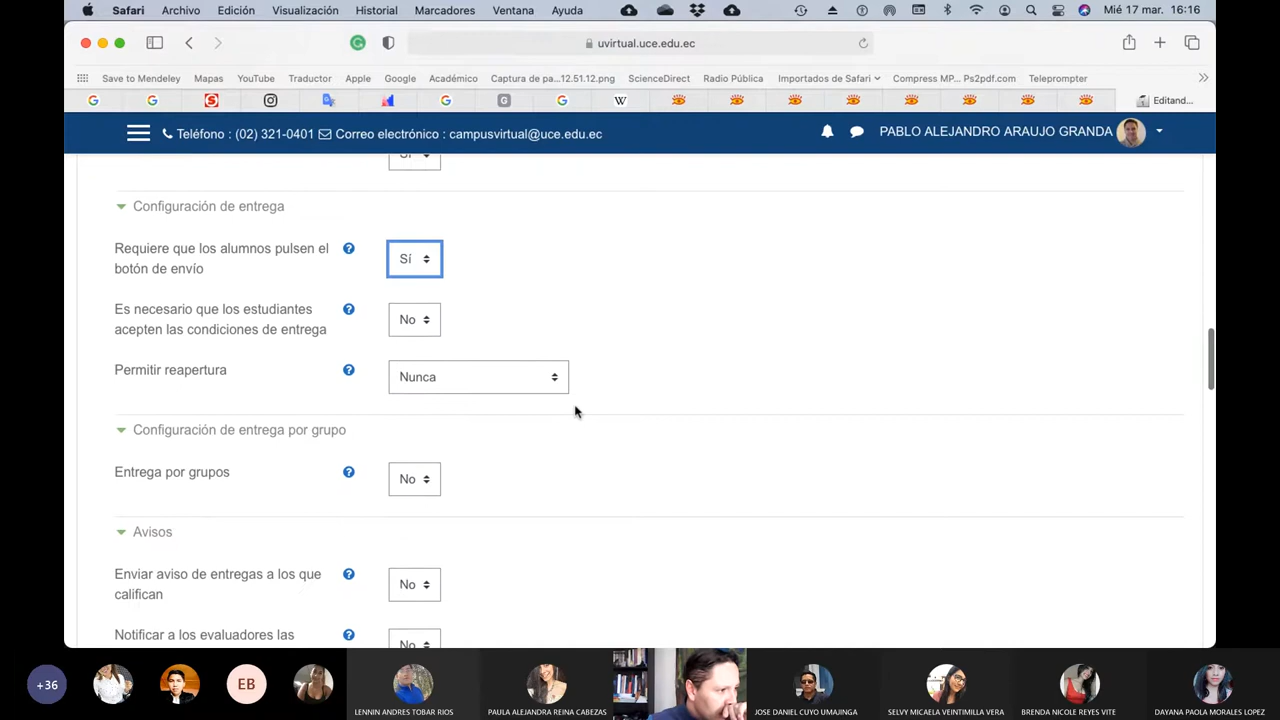 Safari Archivo Edición Visualización Historial Marcadores Ventana Ayuda Mié 17 mar. 16:16
uvirtual.uce.edu.ec
Save to Mendeley Mapas YouTube Traductor Apple Google Académico Captura de pa...12.51.12.png ScienceDirect Radio Pública Importados de Safari Compress MP... Ps2pdf.com Teleprompter
Editand...
Teléfono : (02) 321-0401 Correo electrónico : campusvirtual@uce.edu.ec PABLO ALEJANDRO ARAUJO GRANDA
Sí
Configuración de entrega
Requiere que los alumnos pulsen el
botón de envío
Sí
Es necesario que los estudiantes
acepten las condiciones de entrega
No
Permitir reapertura
Nunca
Configuración de entrega por grupo
Entrega por grupos
No
Avisos
Enviar aviso de entregas a los que
califican
No
Notificar a los evaluadores las
No
+36 EB LENNIN ANDRES TOBAR RIOS PAULA ALEJANDRA REINA CABEZAS JOSE DANIEL CUYO UMAJINGA SELVY MICAELA VEINTIMILLA VERA BRENDA NICOLE REYES VITE DAYANA PAOLA MORALES LOPEZ